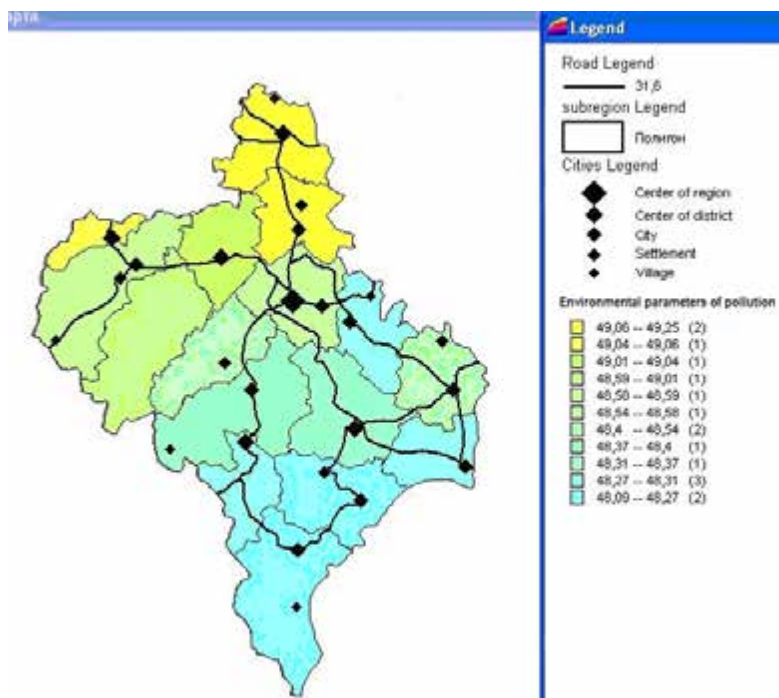 Legend
Road Legend
31,6
subregion Legend
Полигон
Cities Legend
Center of region
Center of district
City
Settlement
Village
Environmental parameters of pollution
49,06 -- 49,25 (2)
49,04 -- 49,06 (1)
49,01 -- 49,04 (1)
48,59 -- 49,01 (1)
48,58 -- 48,59 (1)
48,54 -- 48,58 (1)
48,4 -- 48,54 (2)
48,37 -- 48,4 (1)
48,31 -- 48,37 (1)
48,27 -- 48,31 (3)
48,09 -- 48,27 (2)